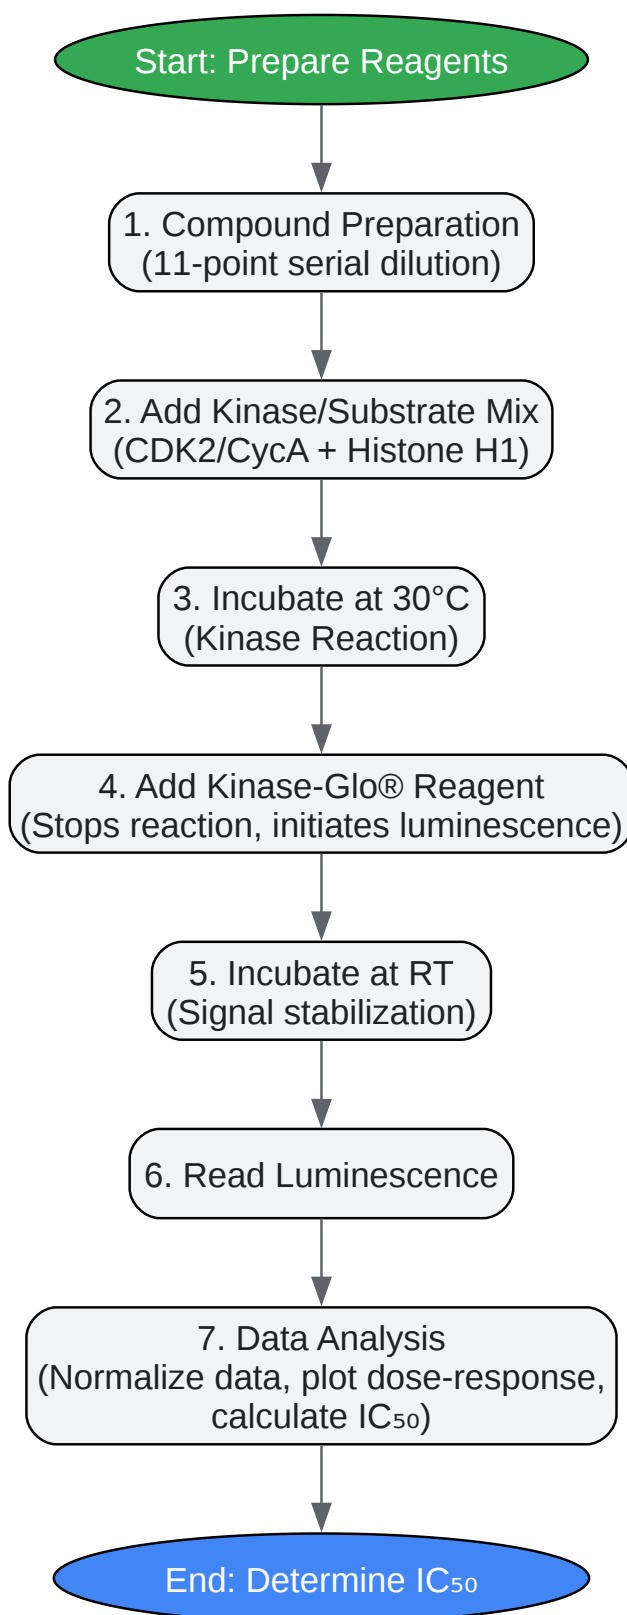 Start: Prepare Reagents
1. Compound Preparation
(11-point serial dilution)
2. Add Kinase/Substrate Mix
(CDK2/CycA + Histone H1)
3. Incubate at 30°C
(Kinase Reaction)
4. Add Kinase-Glo® Reagent
(Stops reaction, initiates luminescence)
5. Incubate at RT
(Signal stabilization)
6. Read Luminescence
7. Data Analysis
(Normalize data, plot dose-response,
calculate IC₅₀)
End: Determine IC₅₀